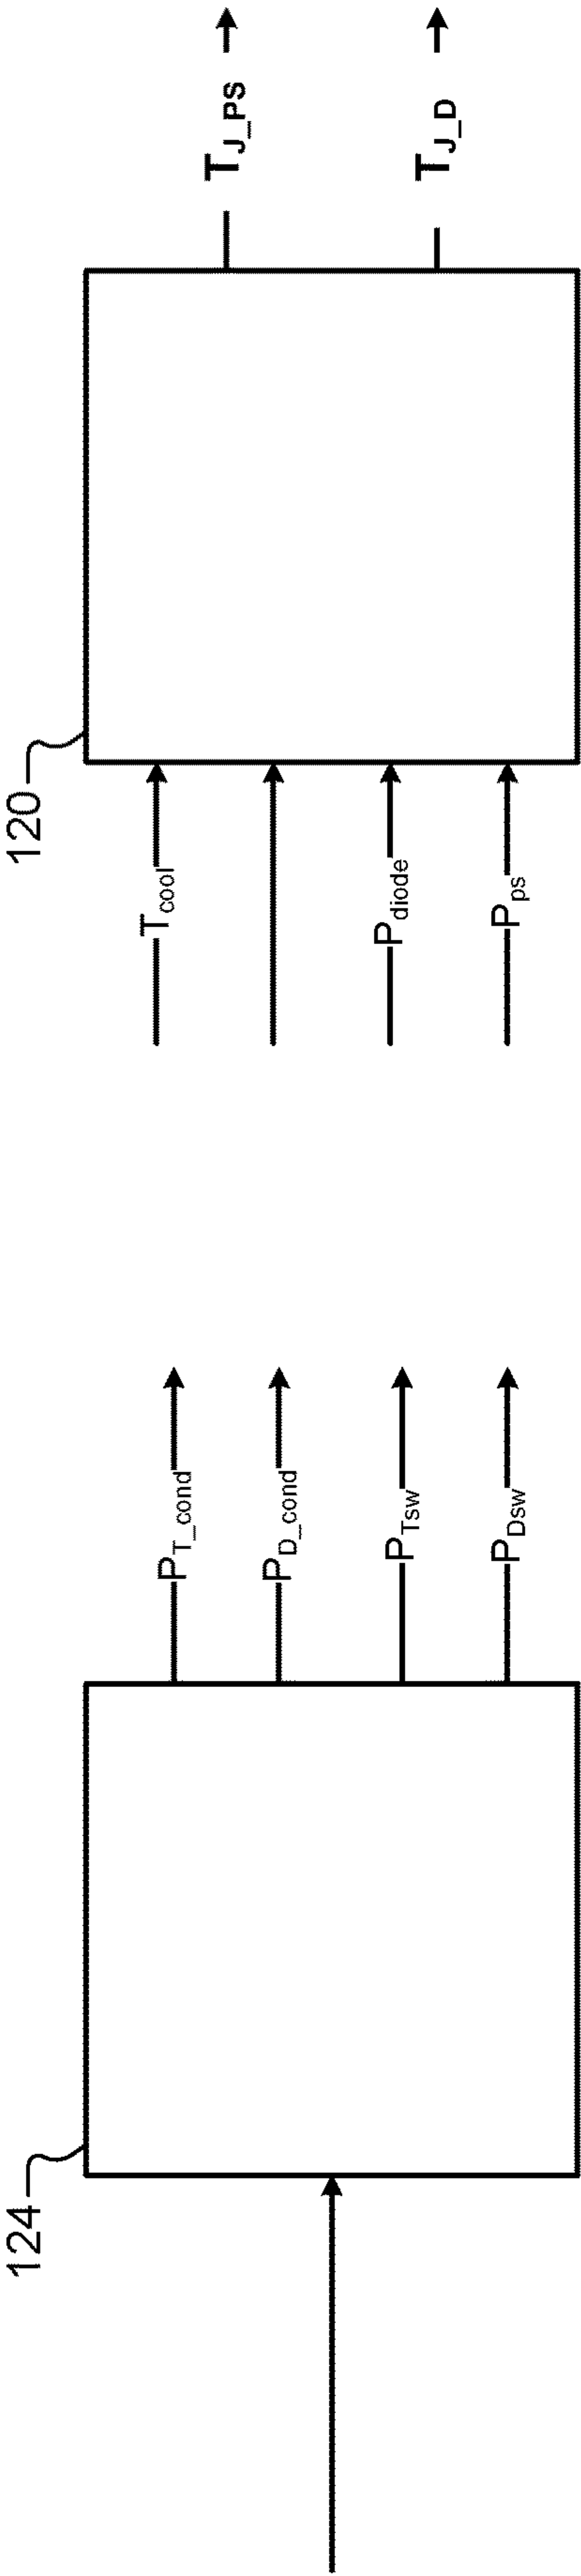 124
P_T_cond
P_D_cond
P_Tsw
P_Dsw
120
T_cool
P_diode
P_ps
T_J_PS
T_J_D